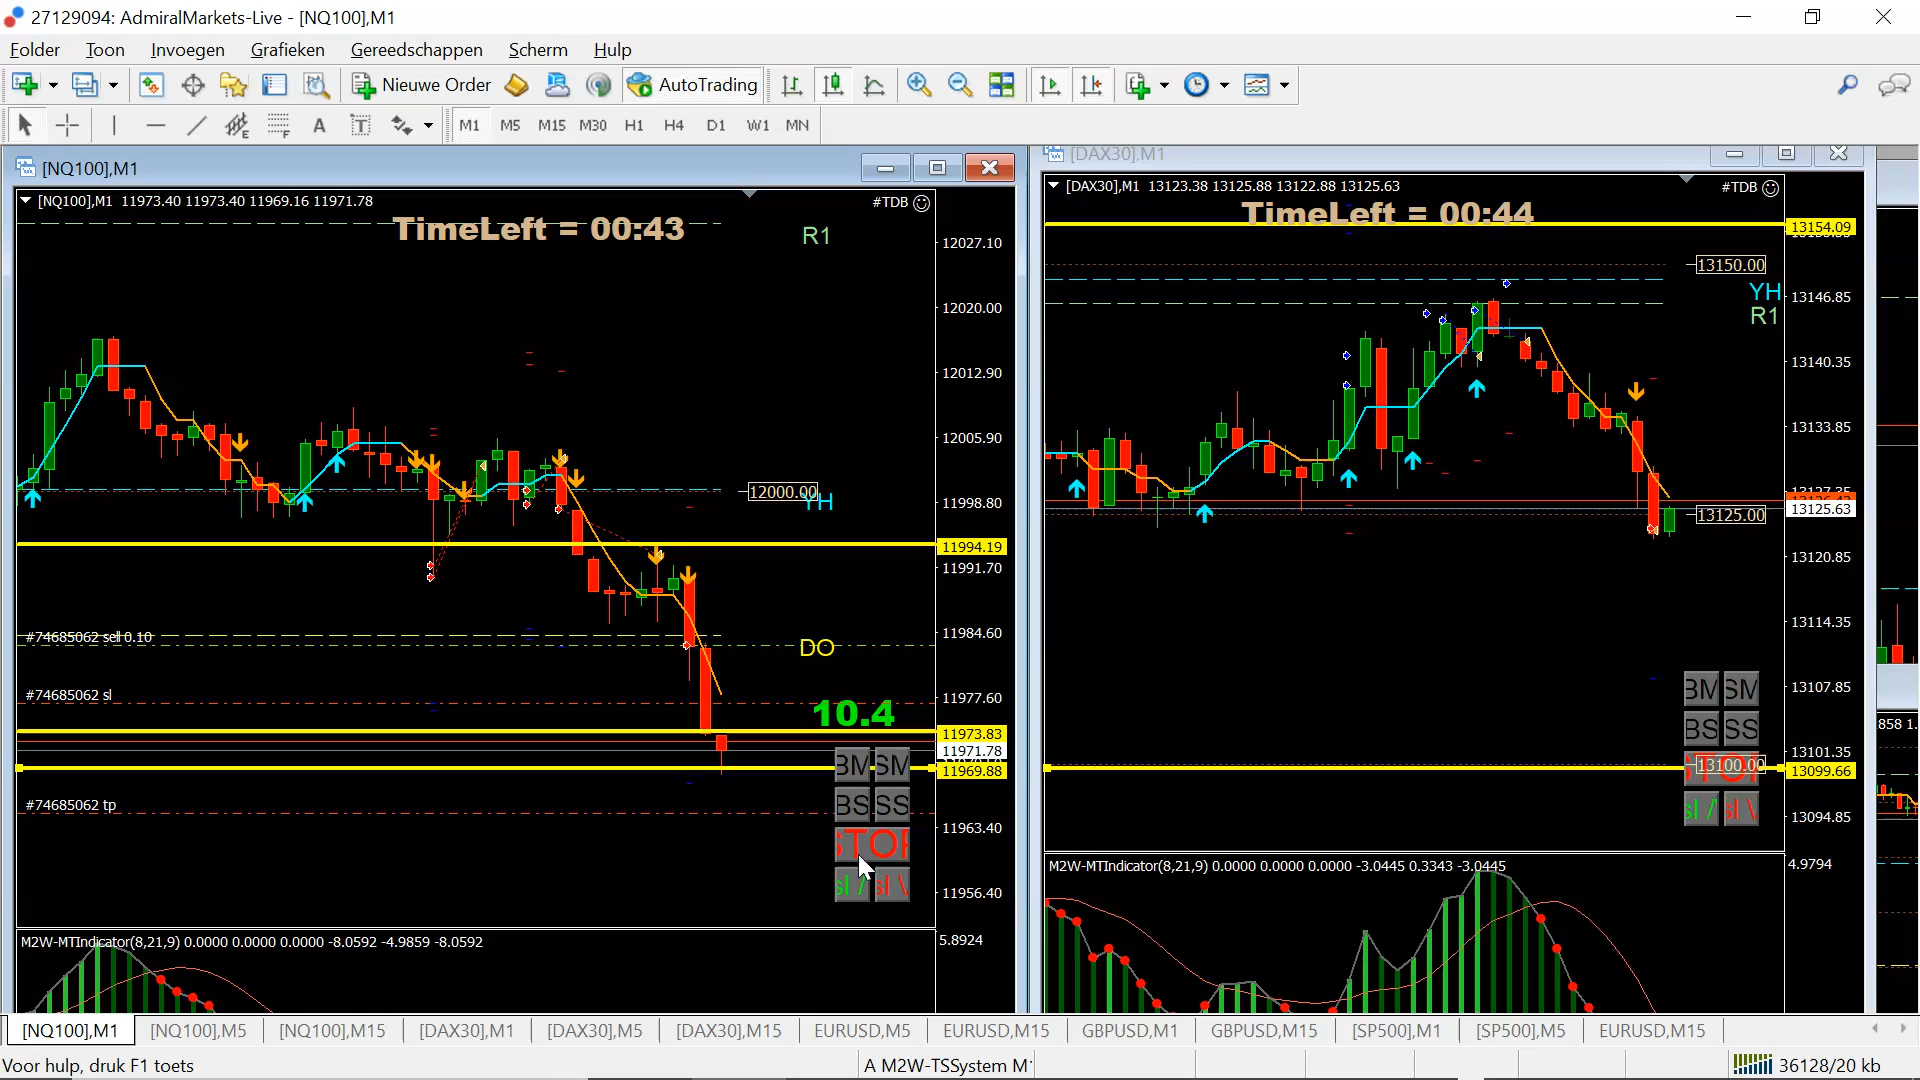 27129094: AdmiralMarkets-Live - [NQ100],M1
Folder Toon Invoegen Grafieken Gereedschappen Scherm Hulp
Nieuwe Order AutoTrading
M1 M5 M15 M30 H1 H4 D1 W1 MN
[NQ100],M1
[NQ100],M1 11973.40 11973.40 11969.16 11971.78
#TDB
TimeLeft = 00:43
R1
12027.10
12020.00
12012.90
12005.90
12000.00
YH
11998.80
11994.19
11991.70
#74685062 sell 0.10
11984.60
DO
#74685062 sl
11977.60
10.4
11973.83
11971.78
11969.88
BM SM
#74685062 tp
BS SS
11963.40
STOP
sl / sl \
11956.40
M2W-MTIndicator(8,21,9) 0.0000 0.0000 0.0000 -8.0592 -4.9859 -8.0592
5.8924
[DAX30],M1
[DAX30],M1 13123.38 13125.88 13122.88 13125.63
#TDB
TimeLeft = 00:44
13154.09
13150.00
YH
13146.85
R1
13140.35
13133.85
13125.63
13125.00
13120.85
13114.35
13107.85
BM SM
BS SS
13101.35
13100.00
STOP
13099.66
sl / sl \
13094.85
M2W-MTIndicator(8,21,9) 0.0000 0.0000 0.0000 -3.0445 0.3343 -3.0445
4.9794
858 1.
[NQ100],M1 [NQ100],M5 [NQ100],M15 [DAX30],M1 [DAX30],M5 [DAX30],M15 EURUSD,M5 EURUSD,M15 GBPUSD,M1 GBPUSD,M15 [SP500],M1 [SP500],M5 EURUSD,M15
Voor hulp, druk F1 toets
A M2W-TSSystem M
36128/20 kb